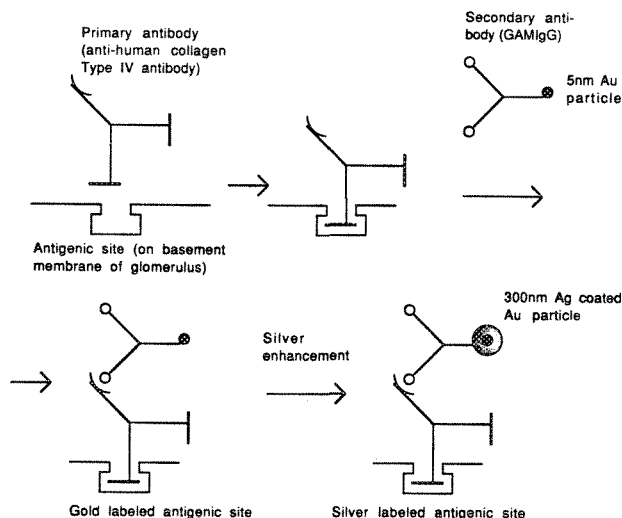 Primary antibody
(anti-human collagen
Type IV antibody)
Secondary anti-
body (GAMIgG)
5nm Au
particle
Antigenic site (on basement
membrane of glomerulus)
300nm Ag coated
Au particle
Silver
enhancement
Gold labeled antigenic site
Silver labeled antigenic site